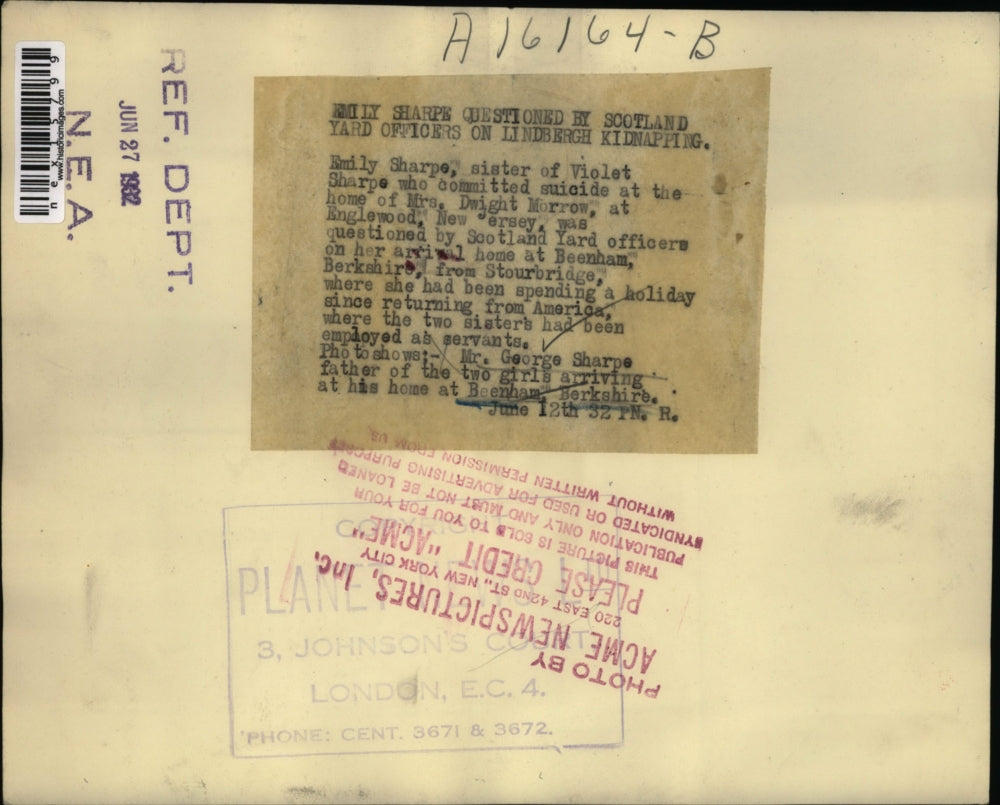 A16164-B
REF. DEPT.
JUN 27 1932
N.E.A.
www.historicimages.com
nex15799
EMILY SHARPE QUESTIONED BY SCOTLAND
YARD OFFICERS ON LINDBERGH KIDNAPPING.
Emily Sharpe, sister of Violet
Sharpe who committed suicide at the
home of Mrs. Dwight Morrow, at
Englewood, New ersey, was
questioned by Scotland Yard officers
on her arrival home at Beenham,
Berkshire, from Stourbridge,
where she had been spending a holiday
since returning from America,
where the two sisters had been
employed as servants.
Photoshows:- Mr. George Sharpe
father of the two girls arriving
at his home at Beenham, Berkshire.
June 12th 32 PN. R.
PHOTO BY
ACME NEWSPICTURES, Inc.
220 EAST 42ND ST., NEW YORK CITY
PLEASE CREDIT "ACME"
THIS PICTURE IS SOLD TO YOU FOR YOUR
PUBLICATION ONLY AND MUST NOT BE LOANED
SYNDICATED OR USED FOR ADVERTISING PURPOSES
WITHOUT WRITTEN PERMISSION FROM US
PLANET
3, JOHNSON'S COURT
LONDON, E.C. 4.
'PHONE: CENT. 3671 & 3672.